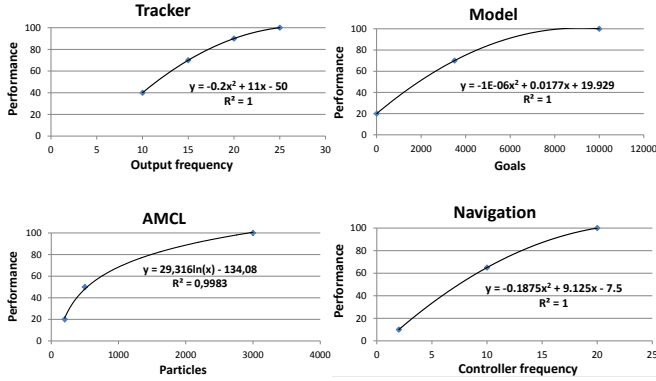 Tracker
Performance
100
80
60
40
20
0
y = -0.2x² + 11x - 50
R² = 1
0 5 10 15 20 25 30
Output frequency
Model
Performance
100
80
60
40
20
0
y = -1E-06x² + 0.0177x + 19.929
R² = 1
0 2000 4000 6000 8000 10000 12000
Goals
AMCL
Performance
100
80
60
40
20
0
y = 29,316ln(x) - 134,08
R² = 0,9983
0 1000 2000 3000 4000
Particles
Navigation
Performance
100
80
60
40
20
0
y = -0.1875x² + 9.125x - 7.5
R² = 1
0 5 10 15 20 25
Controller frequency